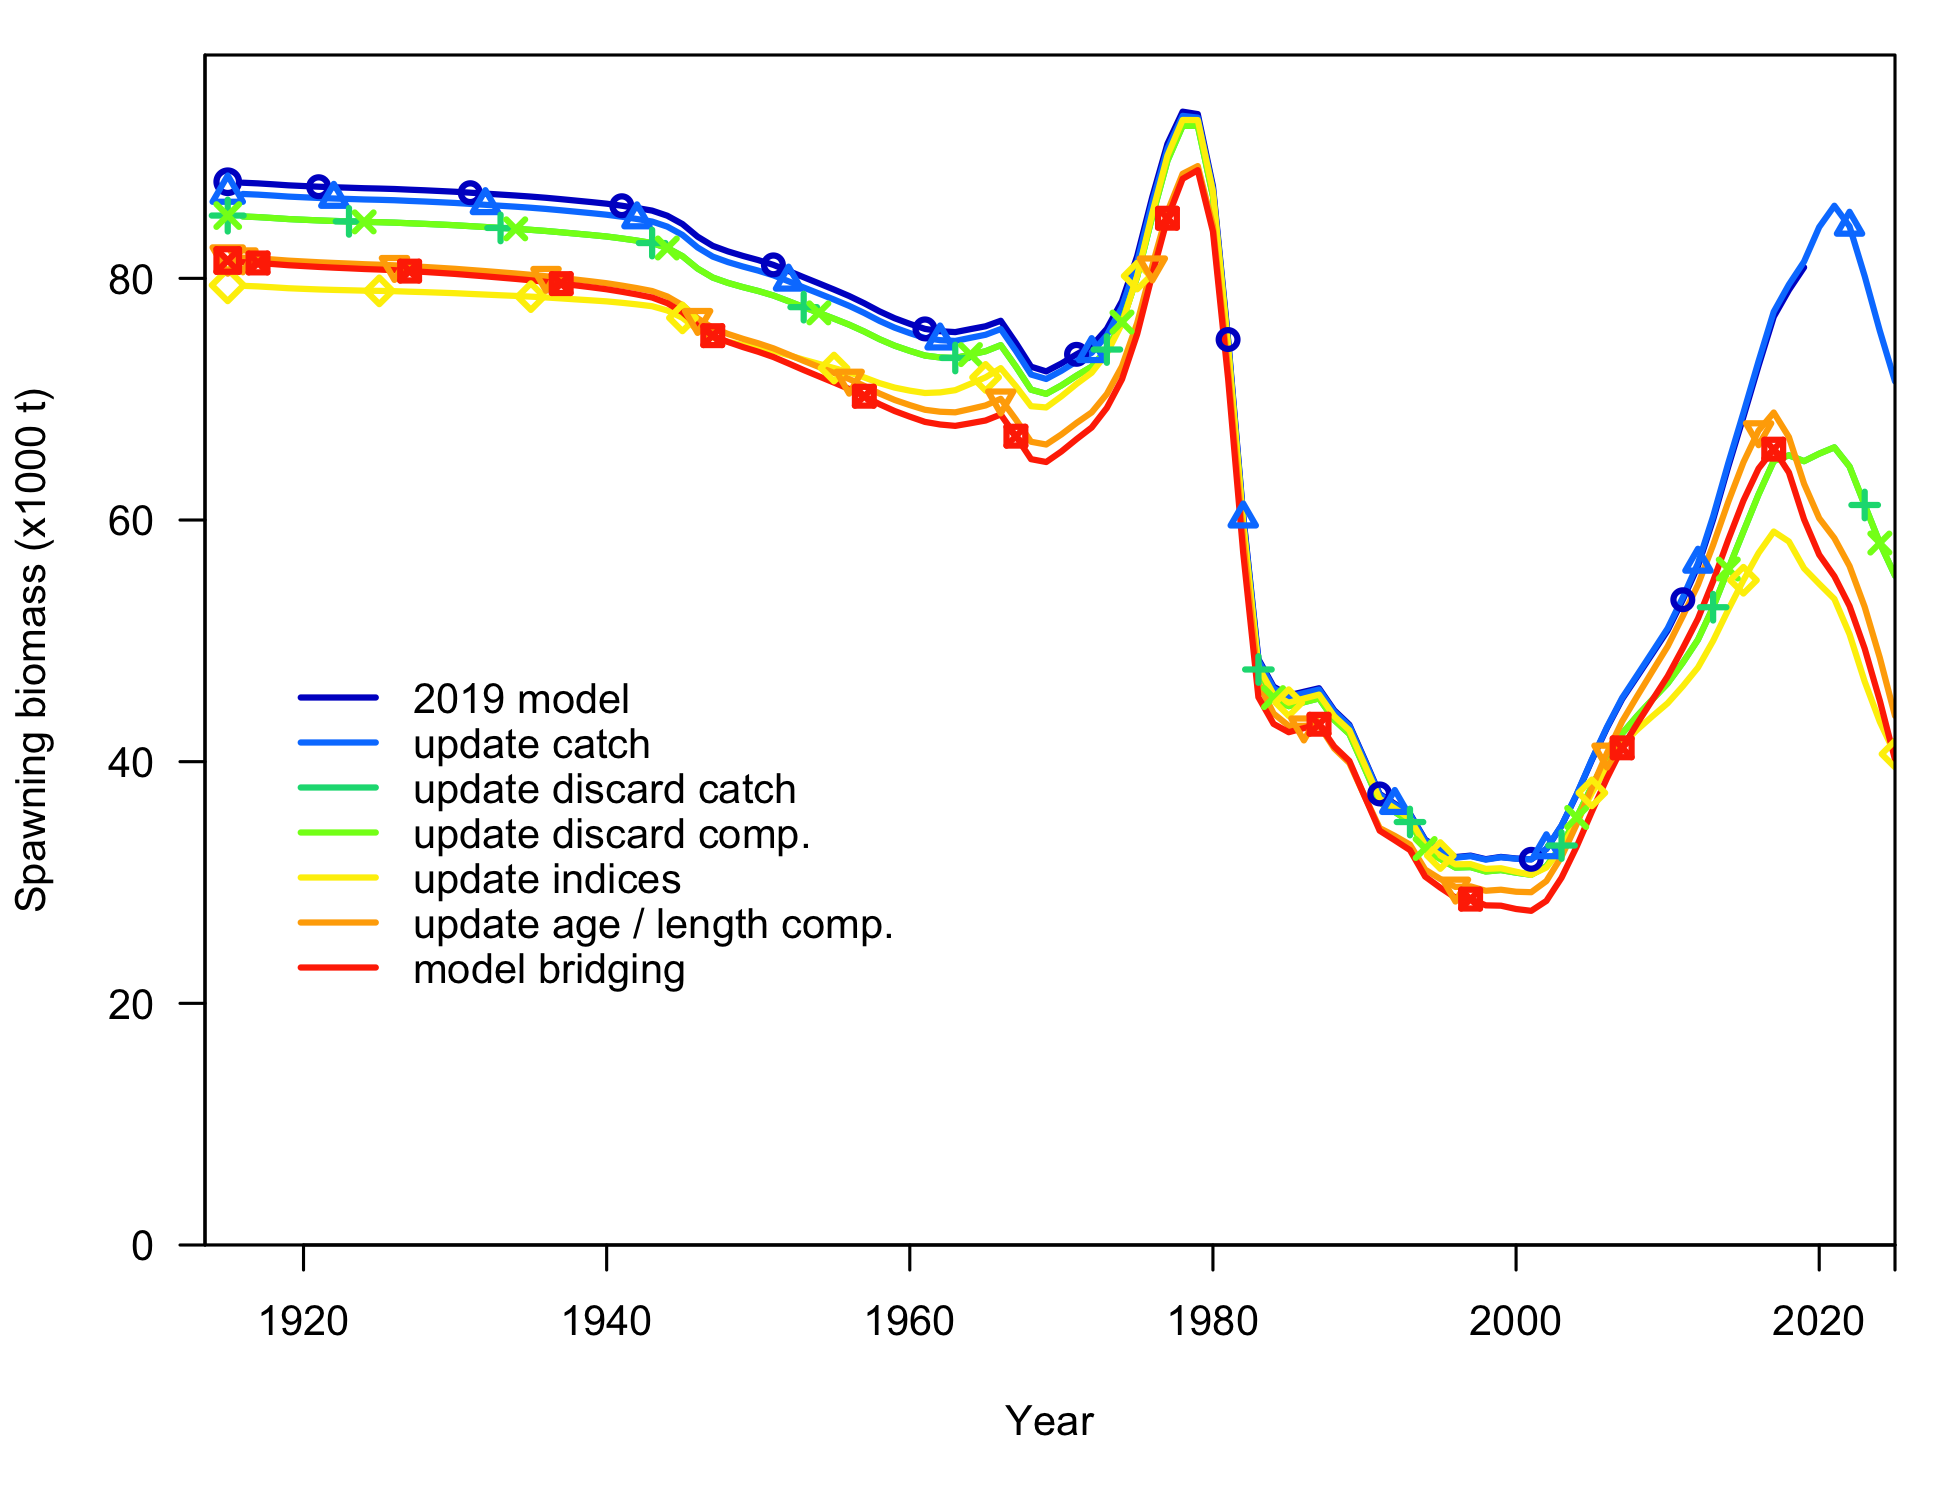 Spawning biomass (x1000 t)
80
60
40
20
0
2019 model
update catch
update discard catch
update discard comp.
update indices
update age / length comp.
model bridging
1920 1940 1960 1980 2000 2020
Year